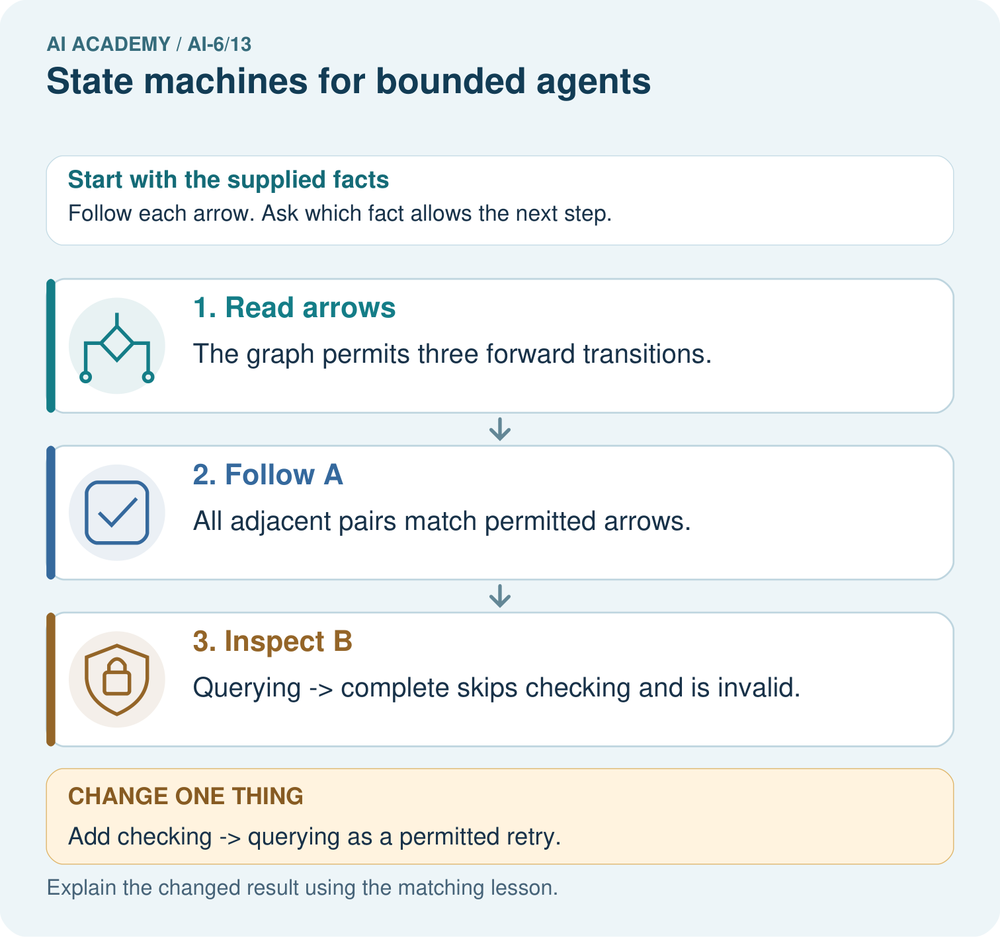 AI ACADEMY / AI-6/13
State machines for bounded agents
Start with the supplied facts
Follow each arrow. Ask which fact allows the next step.
1. Read arrows
The graph permits three forward transitions.
2. Follow A
All adjacent pairs match permitted arrows.
3. Inspect B
Querying -> complete skips checking and is invalid.
CHANGE ONE THING
Add checking -> querying as a permitted retry.
Explain the changed result using the matching lesson.